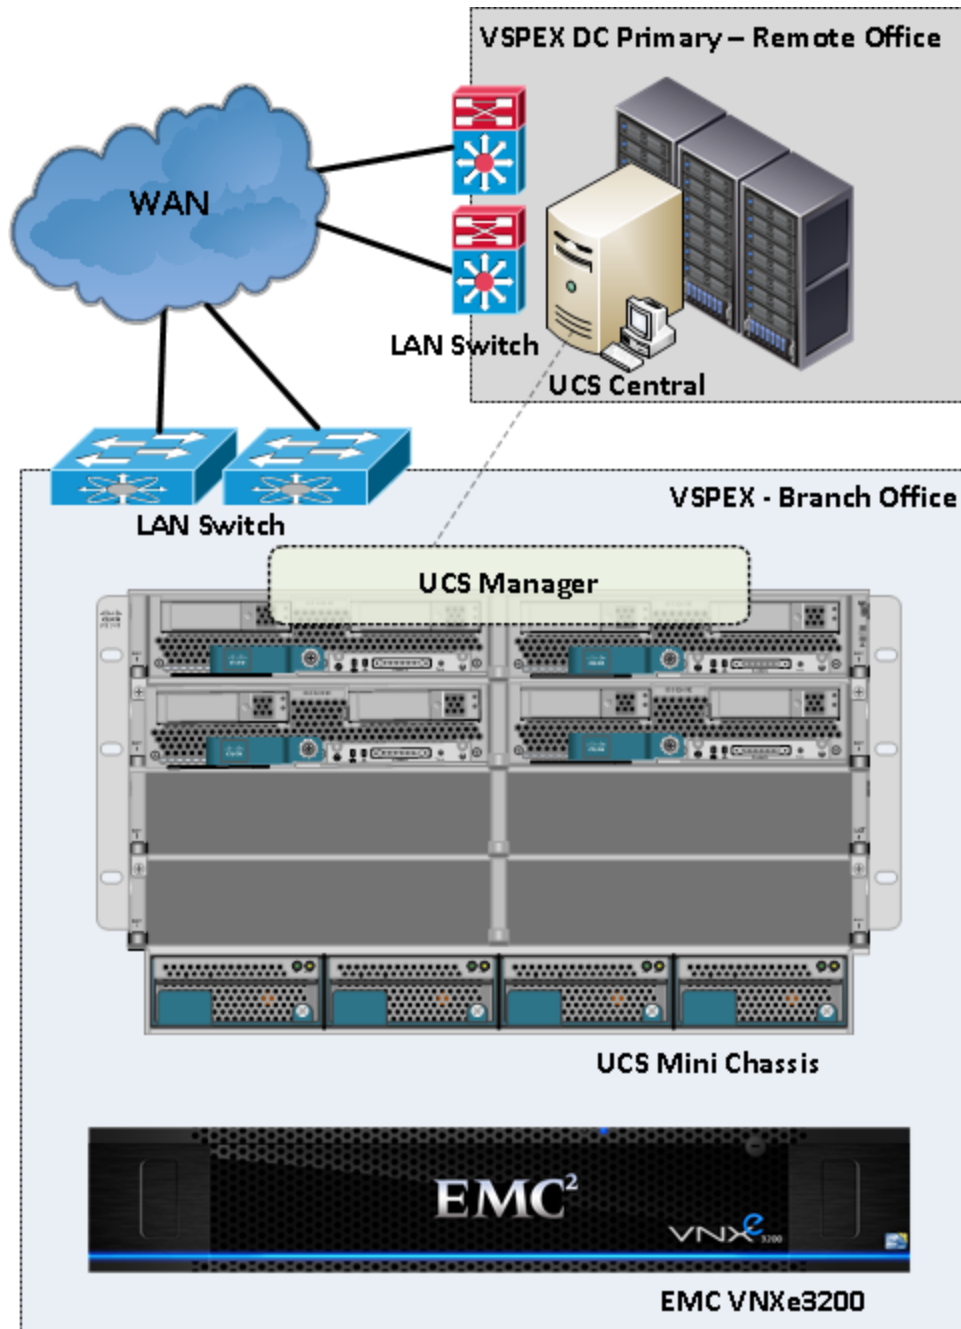 VSPEX DC Primary – Remote Office
WAN
LAN Switch
UCS Central
VSPEX - Branch Office
LAN Switch
UCS Manager
UCS Mini Chassis
EMC²
VNXe 3200
EMC VNXe3200